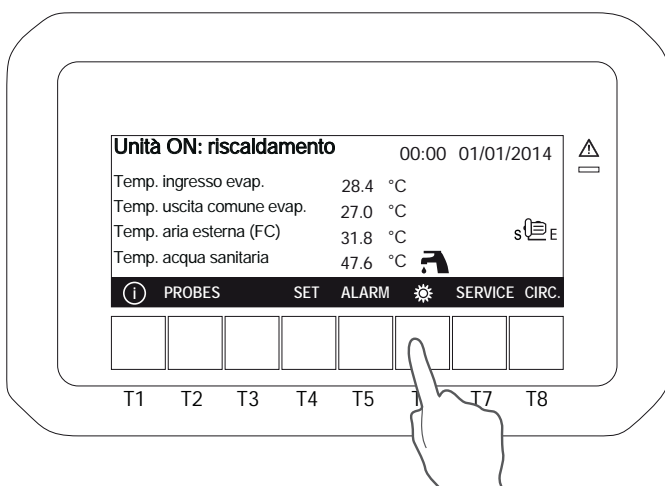 Unità ON: riscaldamento 00:00 01/01/2014
Temp. ingresso evap. 28.4 °C
Temp. uscita comune evap. 27.0 °C
Temp. aria esterna (FC) 31.8 °C
S E
Temp. acqua sanitaria 47.6 °C
i PROBES SET ALARM SERVICE CIRC.
T1 T2 T3 T4 T5 T T7 T8